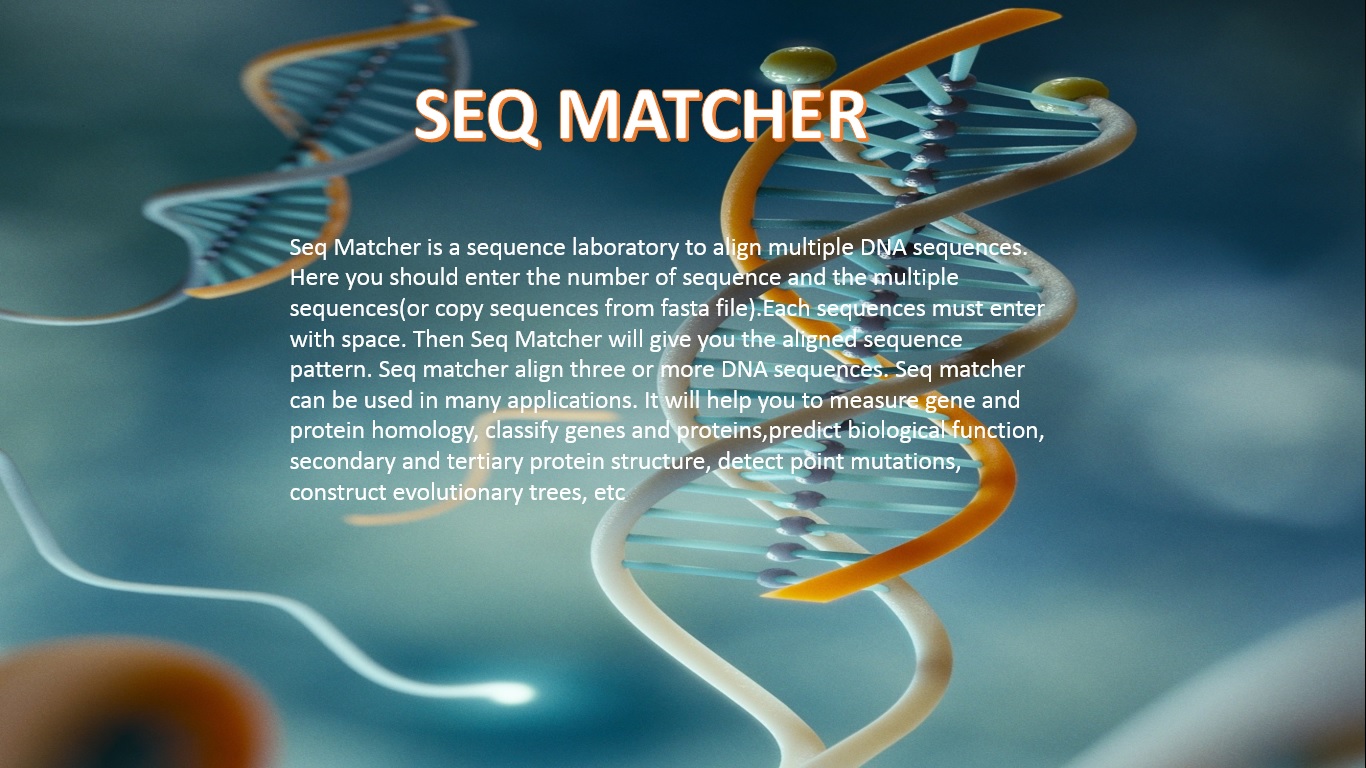 SEQ MATCHER
Seq Matcher is a sequence laboratory to align multiple DNA sequences.
Here you should enter the number of sequence and the multiple
sequences(or copy sequences from fasta file).Each sequences must enter
with space. Then Seq Matcher will give you the aligned sequence
pattern. Seq matcher align three or more DNA sequences. Seq matcher
can be used in many applications. It will help you to measure gene and
protein homology, classify genes and proteins,predict biological function,
secondary and tertiary protein structure, detect point mutations,
construct evolutionary trees, etc